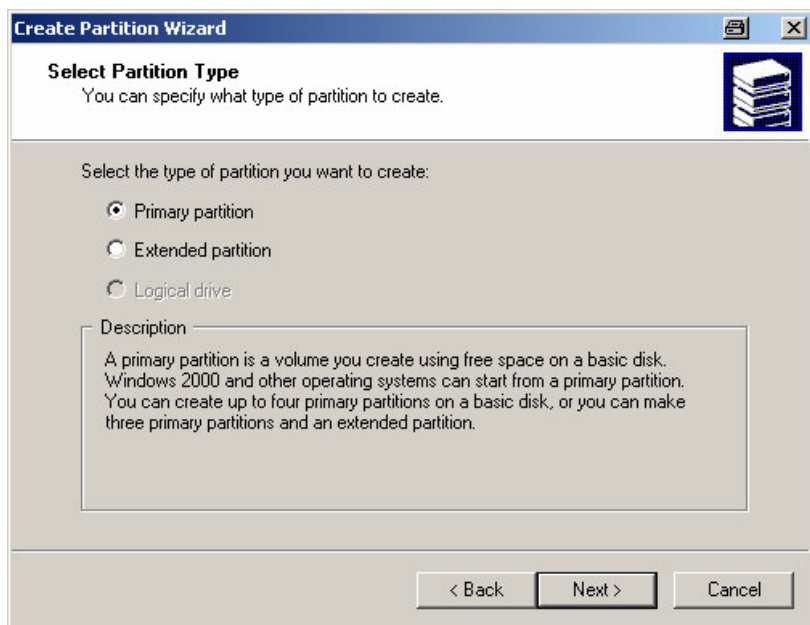 Create Partition Wizard
Select Partition Type
You can specify what type of partition to create.
Select the type of partition you want to create:
Primary partition
Extended partition
Logical drive
Description
A primary partition is a volume you create using free space on a basic disk.
Windows 2000 and other operating systems can start from a primary partition.
You can create up to four primary partitions on a basic disk, or you can make
three primary partitions and an extended partition.
< Back Next > Cancel